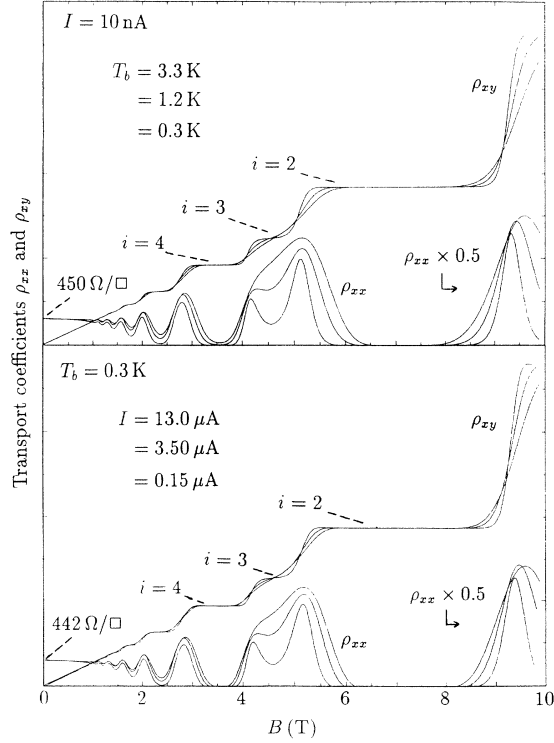 I = 10 nA
T_b = 3.3 K
= 1.2 K
= 0.3 K
ρ_xy
i = 2
i = 3
i = 4
ρ_xx × 0.5
450 Ω/□
ρ_xx
Transport coefficients ρ_xx and ρ_xy
T_b = 0.3 K
I = 13.0 μA
= 3.50 μA
= 0.15 μA
ρ_xy
i = 2
i = 3
i = 4
ρ_xx × 0.5
442 Ω/□
ρ_xx
0 2 4 6 8 10
B (T)